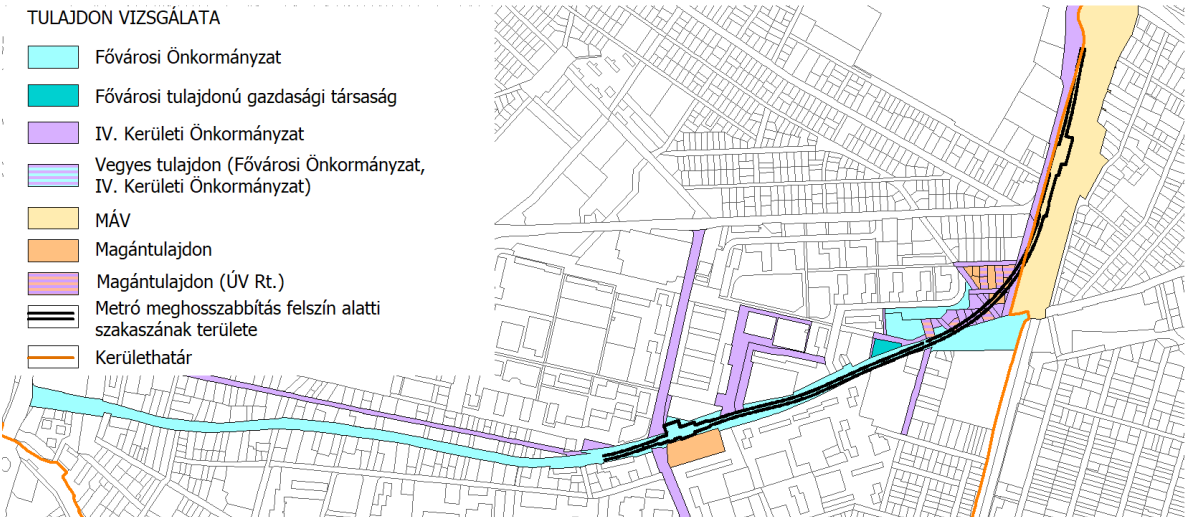 TULAJDON VIZSGÁLATA
Fővárosi Önkormányzat
Fővárosi tulajdonú gazdasági társaság
IV. Kerületi Önkormányzat
Vegyes tulajdon (Fővárosi Önkormányzat,
IV. Kerületi Önkormányzat)
MÁV
Magántulajdon
Magántulajdon (ÚV Rt.)
Metró meghosszabbítás felszín alatti
szakaszának területe
Kerülethatár